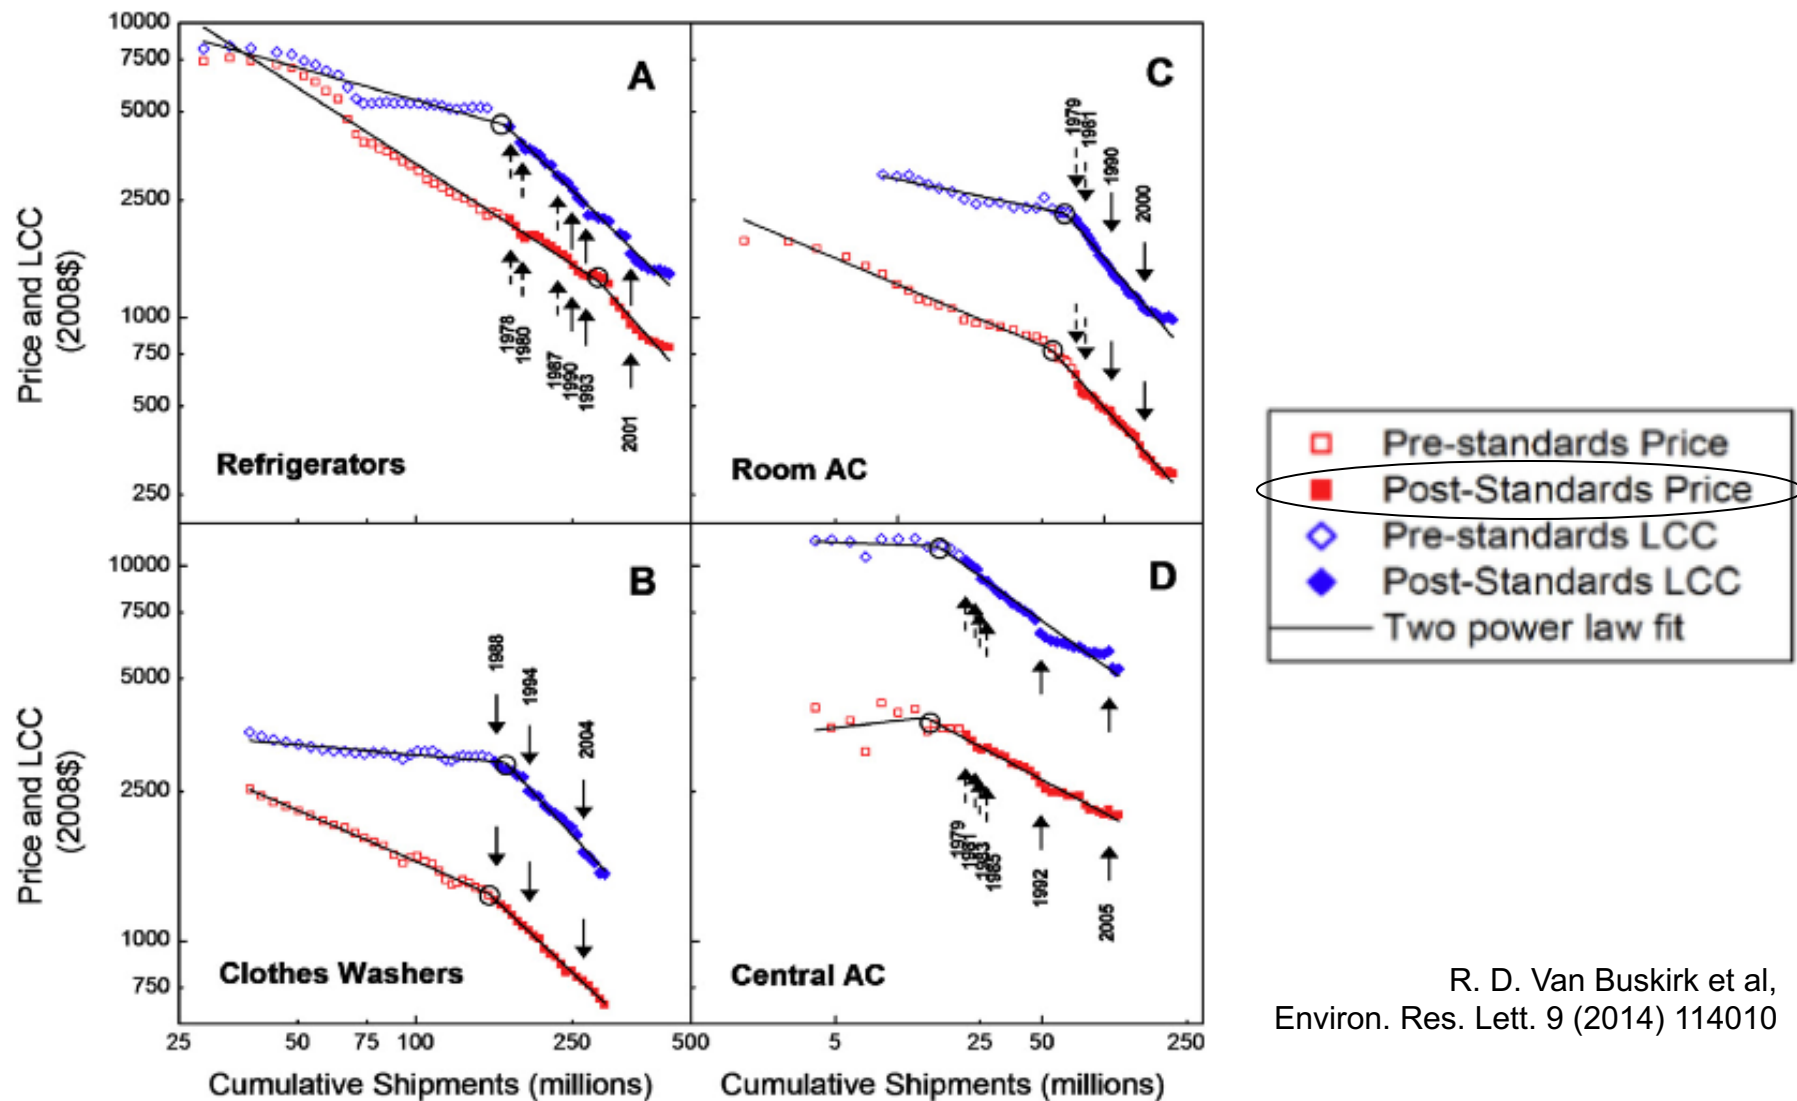 10000
7500
5000
2500
1000
750
500
250
Price and LCC
(2008$)
A
1978
1980
1987
1990
1993
2001
Refrigerators
C
1979
1981
1990
2000
Room AC
10000
7500
5000
2500
1000
750
Price and LCC
(2008$)
B
1988
1994
2004
Clothes Washers
D
1979
1981
1983
1985
1992
2005
Central AC
25 50 75 100 250 500
5 25 50 250
Cumulative Shipments (millions)
Cumulative Shipments (millions)
Pre-standards Price
Post-Standards Price
Pre-standards LCC
Post-Standards LCC
Two power law fit
R. D. Van Buskirk et al,
Environ. Res. Lett. 9 (2014) 114010